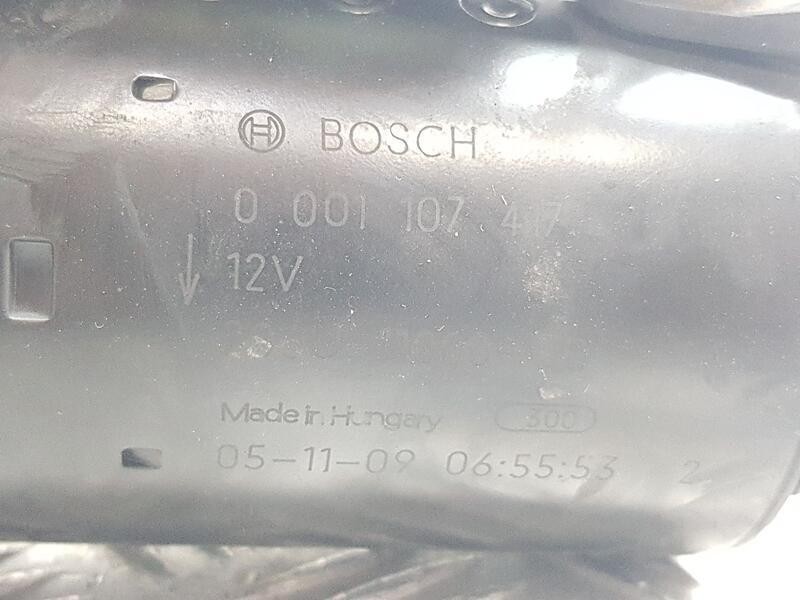 BOSCH
0 001 107 417
12V
Made in Hungary 300
05-11-09 06:55:53 2